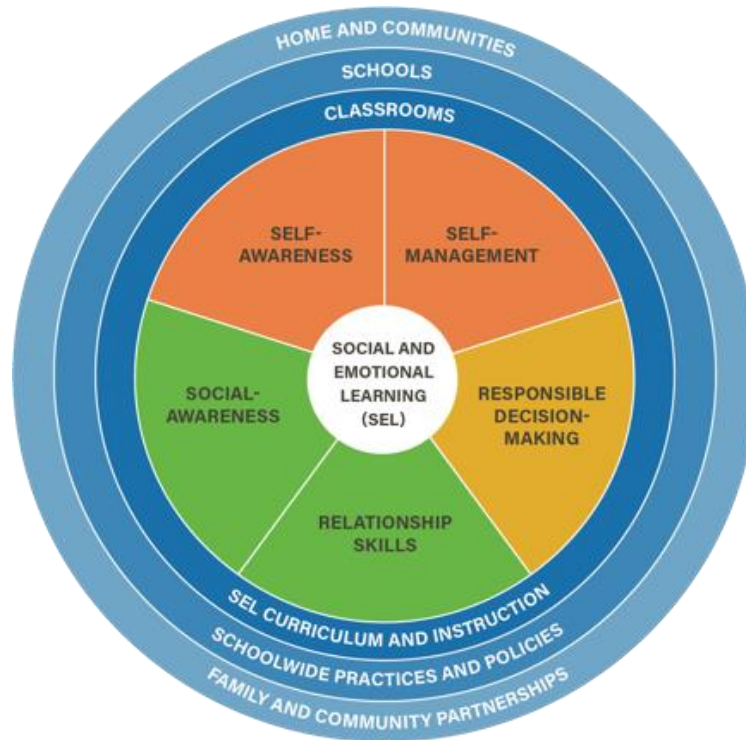 HOME AND COMMUNITIES
SCHOOLS
CLASSROOMS
SELF-
AWARENESS
SELF-
MANAGEMENT
SOCIAL AND
EMOTIONAL
LEARNING
(SEL)
SOCIAL-
AWARENESS
RESPONSIBLE
DECISION-
MAKING
RELATIONSHIP
SKILLS
SEL CURRICULUM AND INSTRUCTION
SCHOOLWIDE PRACTICES AND POLICIES
FAMILY AND COMMUNITY PARTNERSHIPS